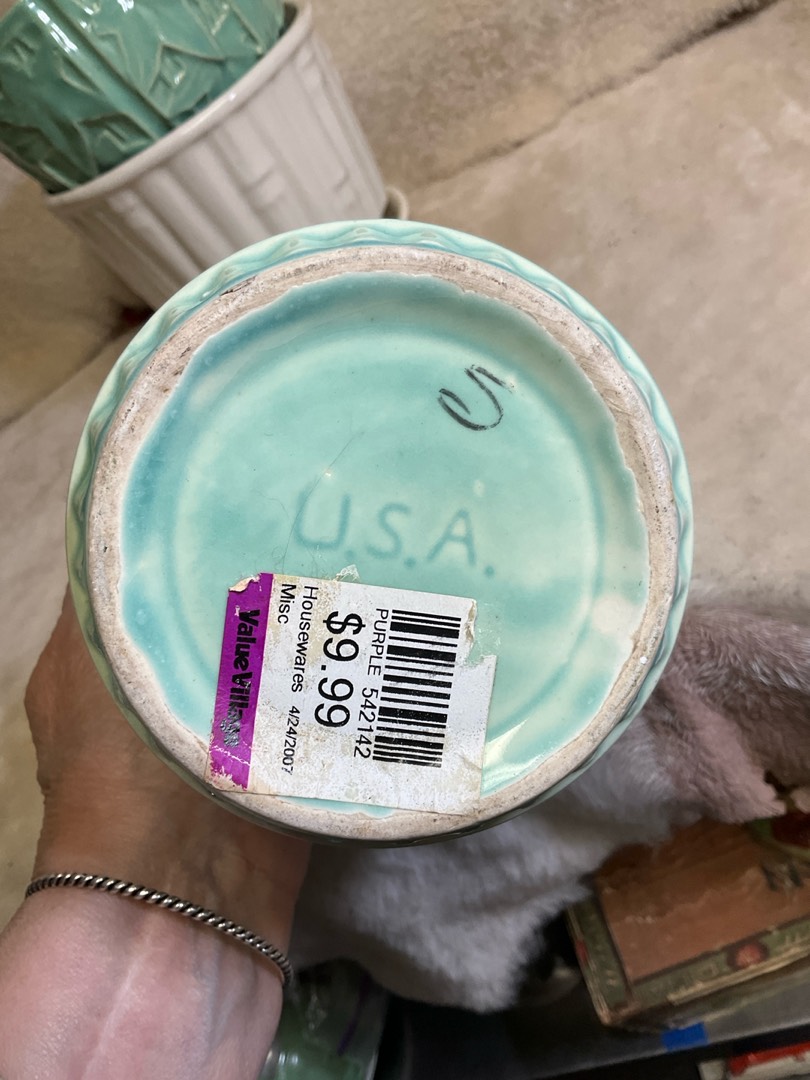 5
U.S.A.
Value Village
PURPLE 542142
$9.99
Housewares 4/24/2007
Misc